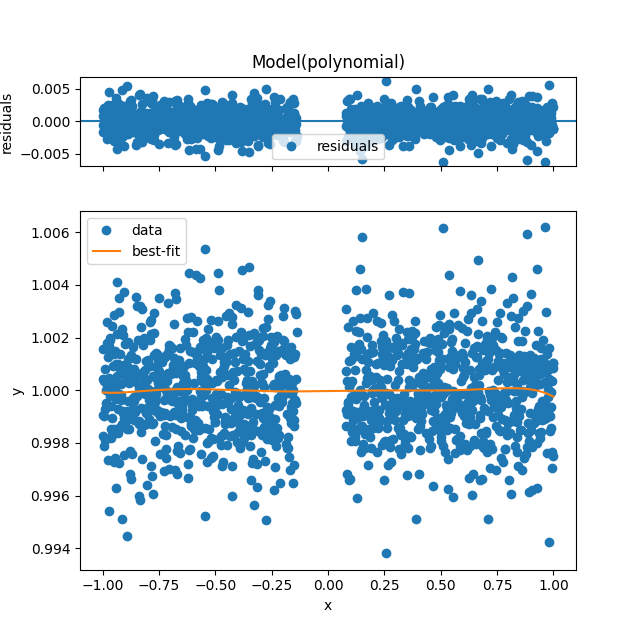 Model(polynomial)
residuals
0.005
0.000
−0.005
residuals
y
1.006
1.004
1.002
1.000
0.998
0.996
0.994
data
best-fit
−1.00 −0.75 −0.50 −0.25 0.00 0.25 0.50 0.75 1.00
x